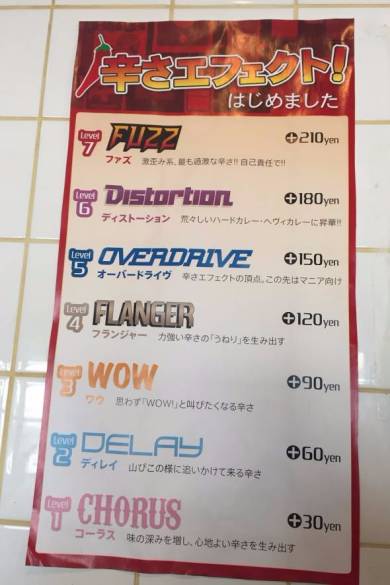 辛さエフェクト!
はじめました
Level 7 FUZZ +210yen
ファズ 激歪み系、最も過激な辛さ!!自己責任で!!
Level 6 Distortion +180yen
ディストーション 荒々しいハードカレー・ヘヴィカレーに昇華!!
Level 5 OVERDRIVE +150yen
オーバードライヴ 辛さエフェクトの頂点。この先はマニア向け
Level 4 FLANGER +120yen
フランジャー 力強い辛さの「うねり」を生み出す
Level 3 WOW +90yen
ワウ 思わず「WOW!」と叫びたくなる辛さ
Level 2 DELAY +60yen
ディレイ 山びこの様に追いかけて来る辛さ
Level 1 CHORUS +30yen
コーラス 味の深みを増し、心地よい辛さを生み出す